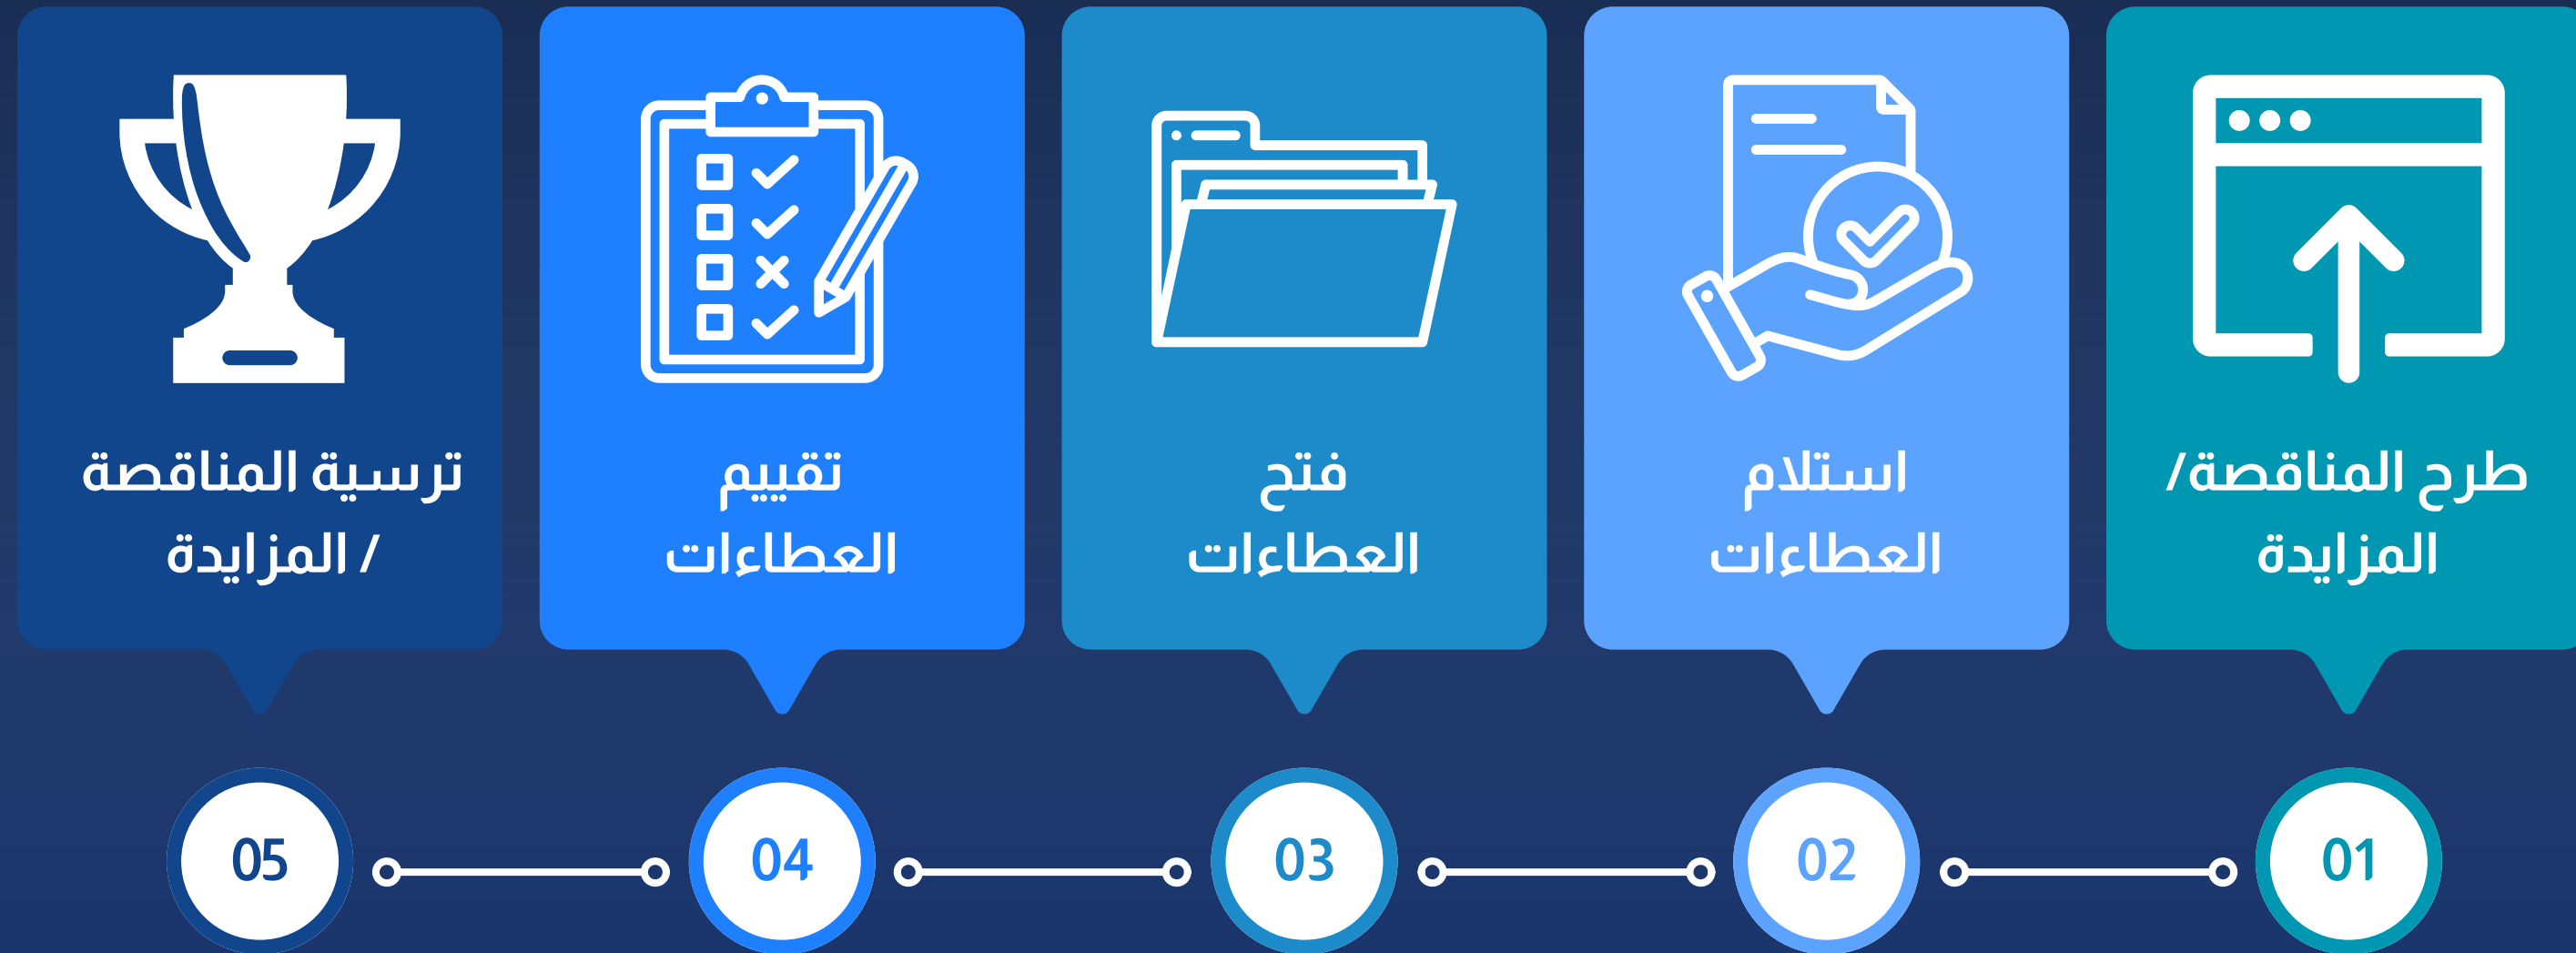 طرح المناقصة/
المزايدة
استلام
العطاءات
فتح
العطاءات
تقييم
العطاءات
ترسية المناقصة
/ المزايدة
01
02
03
04
05